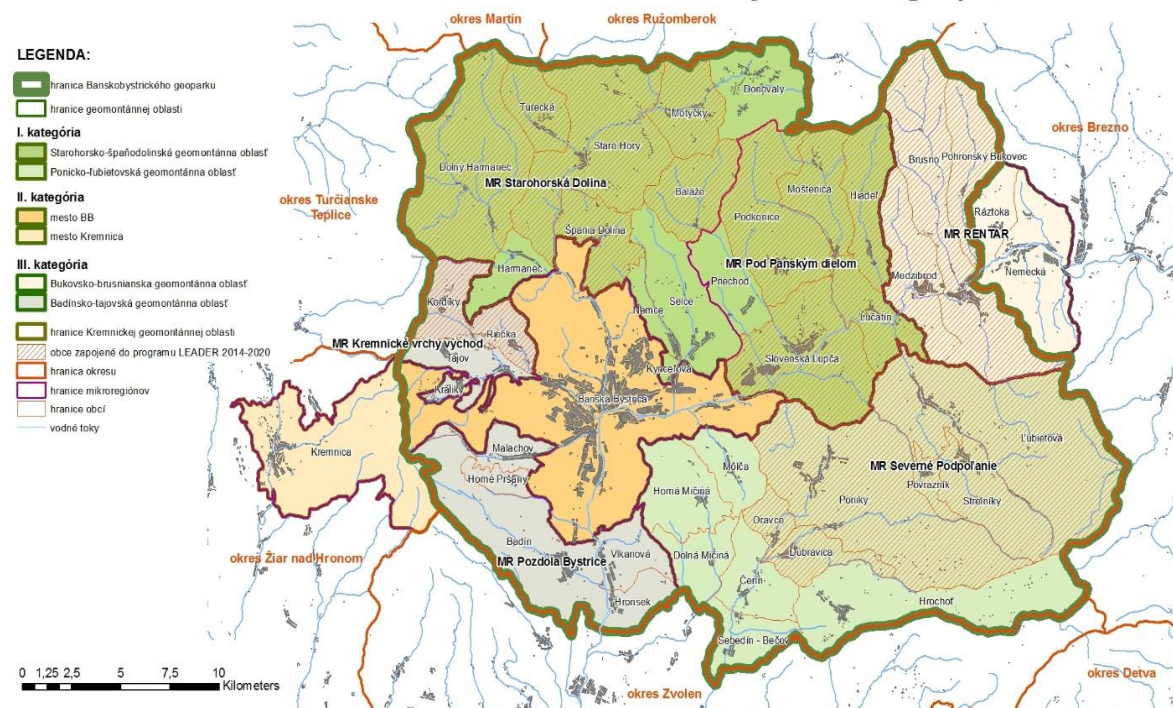 okres Martin
okres Ružomberok
LEGENDA:
hranica Banskobystrického geoparku
hranice geomontánnej oblasti
I. kategória
Starohorsko-špaňodolinská geomontánna oblasť
Ponicko-ľubietovská geomontánna oblasť
II. kategória
mesto BB
mesto Kremnica
III. kategória
Bukovsko-brusnianska geomontánna oblasť
Badínsko-tajovská geomontánna oblasť
hranice Kremnickej geomontánnej oblasti
obce zapojené do programu LEADER 2014-2020
hranica okresu
hranice mikroregiónov
hranice obcí
vodné toky
Donovaly
Turecká
Motyčky
okres Brezno
Staré Hory
Dolný Harmanec
Brusno
Pohronský Bukovec
MR Starohorská Dolina
Baláže
Moštenica
Hiadeľ
okres Turčianske
Teplice
Podkonice
Ráztoka
Špania Dolina
MR RENTÁR
MR Pod Panským dielom
Harmanec
Nemecká
Medzibrod
Priechod
Kordíky
Selce
Nemce
Lučatín
Riečka
MR Kremnické vrchy východ
Tajov
Slovenská Ľupča
Kynceľová
Králiky
Banská Bystrica
Ľubietová
Malachov
Kremnica
Môlča
MR Severné Podpoľanie
Horné Pršany
Povrazník
Horná Mičiná
Poniky
Strelníky
Oravce
Badín
Vlkanová
Dolná Mičiná
Dúbravica
okres Žiar nad Hronom
MR Pozdola Bystrice
Čerín
Hronsek
Hrochoť
Sebedín - Bečov
okres Detva
0 1,25 2,5 5 7,5 10
Kilometers
okres Zvolen